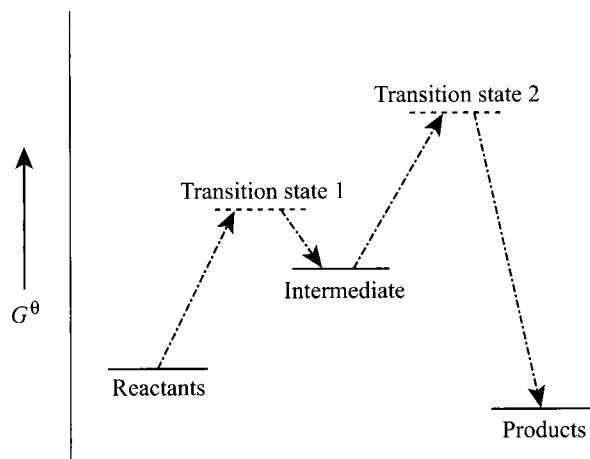 Transition state 2
Transition state 1
Intermediate
G^θ
Reactants
Products